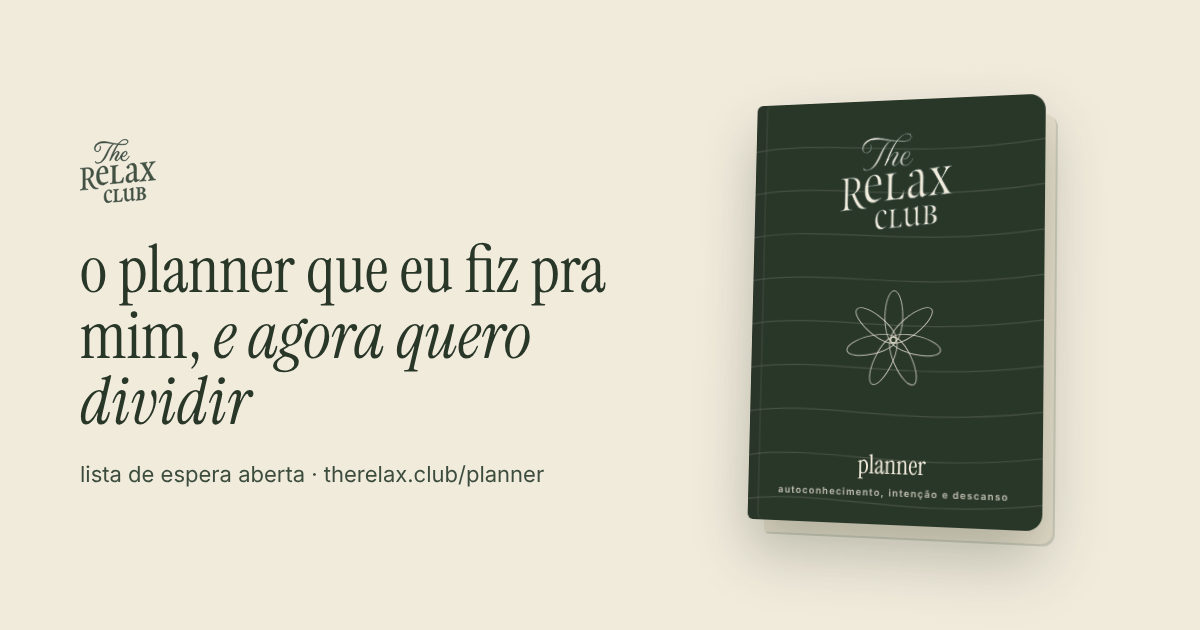 The
RELAX
CLUB
o planner que eu fiz pra
mim, e agora quero
dividir
lista de espera aberta · therelax.club/planner
The
RELAX
CLUB
planner
autoconhecimento, intenção e descanso